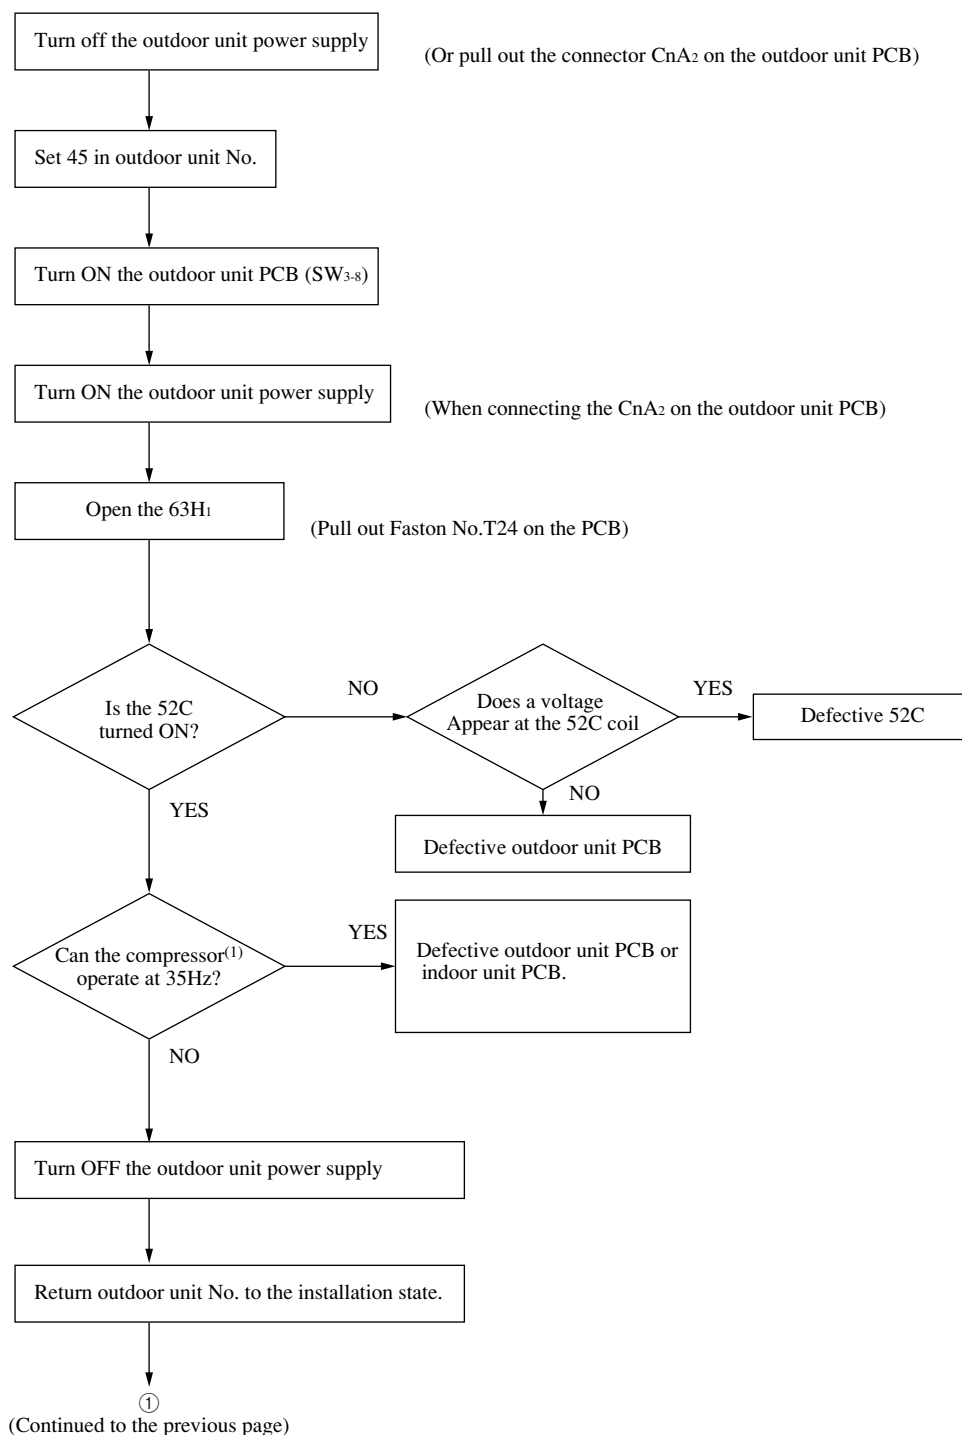 Turn off the outdoor unit power supply
(Or pull out the connector CnA2 on the outdoor unit PCB)
Set 45 in outdoor unit No.
Turn ON the outdoor unit PCB (SW3-8)
Turn ON the outdoor unit power supply
(When connecting the CnA2 on the outdoor unit PCB)
Open the 63H1
(Pull out Faston No.T24 on the PCB)
Is the 52C
turned ON?
NO
Does a voltage
Appear at the 52C coil
YES
Defective 52C
NO
Defective outdoor unit PCB
YES
Can the compressor(1)
operate at 35Hz?
YES
Defective outdoor unit PCB or
indoor unit PCB.
NO
Turn OFF the outdoor unit power supply
Return outdoor unit No. to the installation state.
①
(Continued to the previous page)